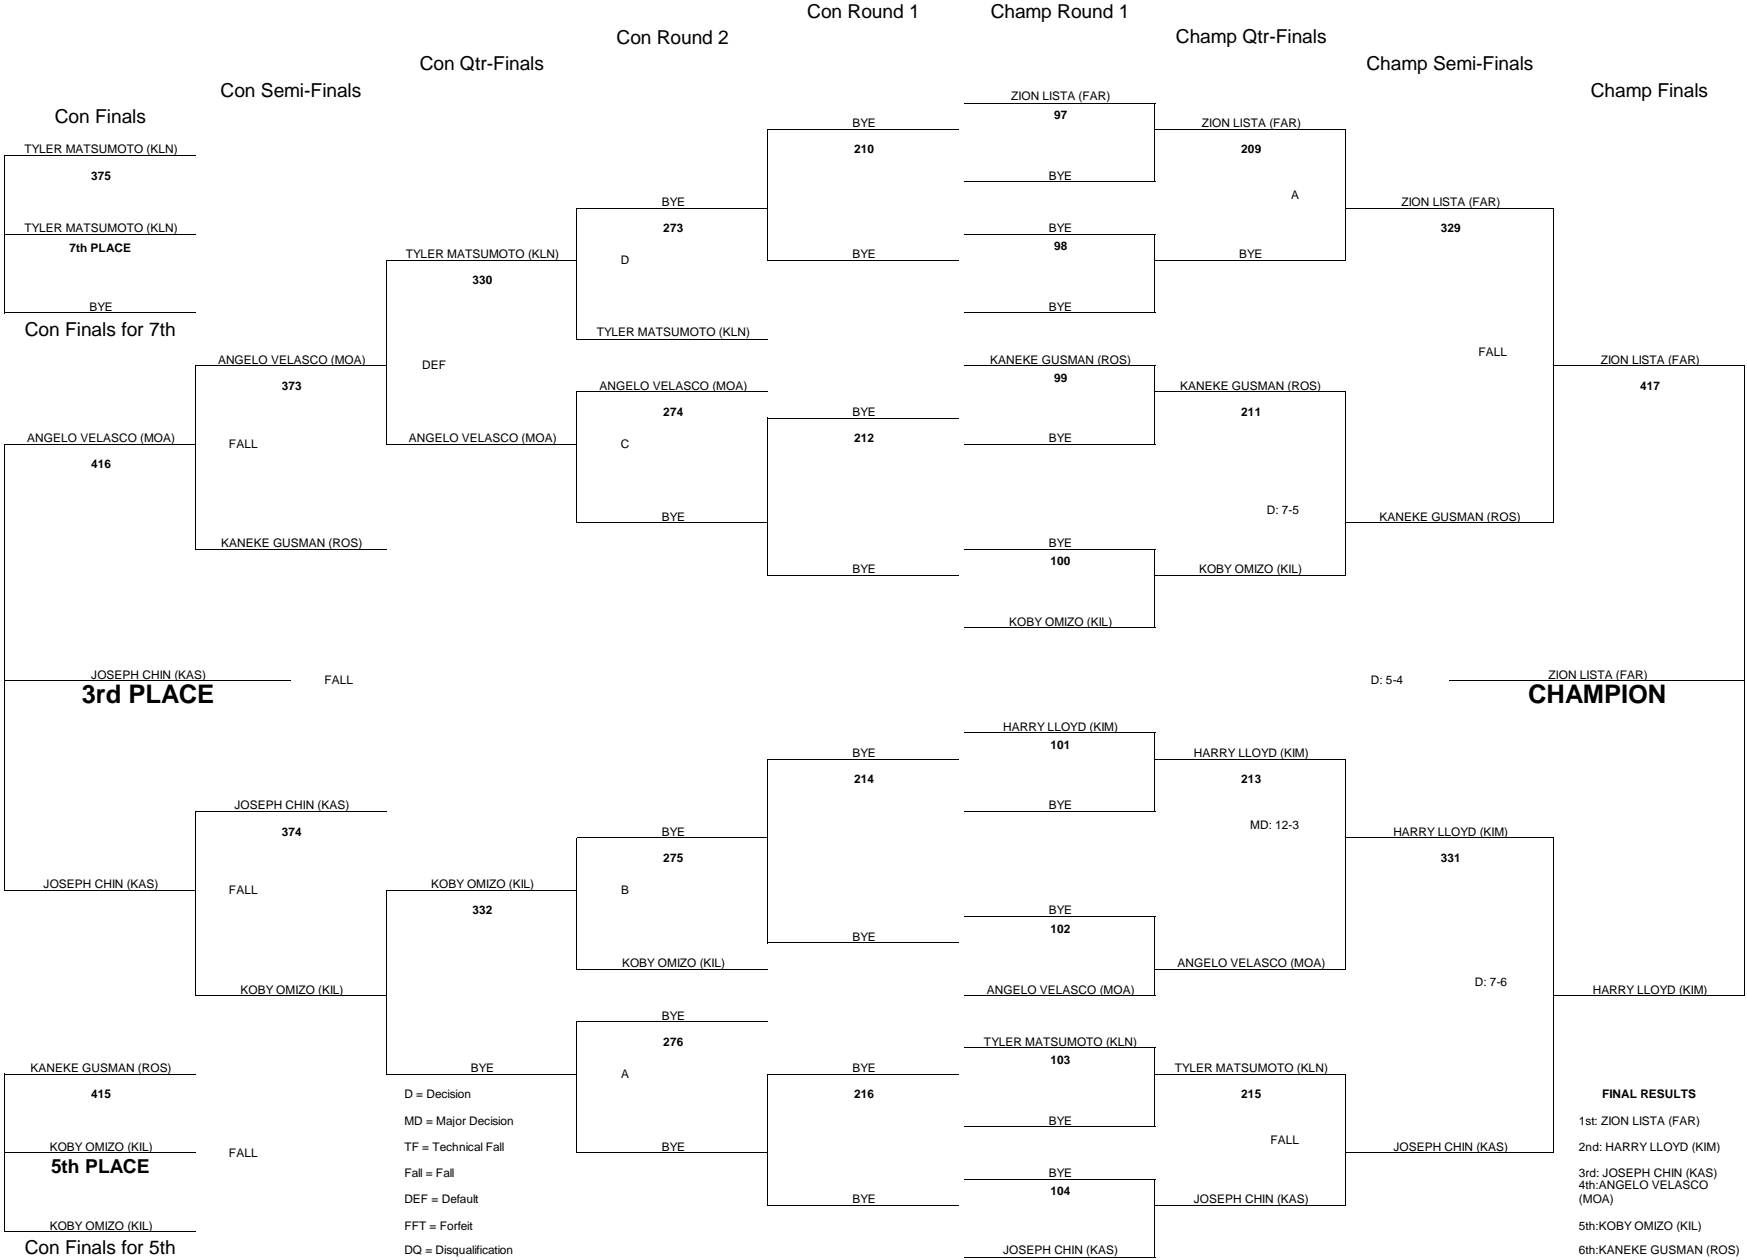 Con Round 1
Champ Round 1
Con Round 2
Champ Qtr-Finals
Con Qtr-Finals
Champ Semi-Finals
Con Semi-Finals
Champ Finals
Con Finals
TYLER MATSUMOTO (KLN)
375
TYLER MATSUMOTO (KLN)
7th PLACE
BYE
Con Finals for 7th
ANGELO VELASCO (MOA)
416
JOSEPH CHIN (KAS)
3rd PLACE
FALL
JOSEPH CHIN (KAS)
KANEKE GUSMAN (ROS)
415
KOBY OMIZO (KIL)
5th PLACE
FALL
KOBY OMIZO (KIL)
Con Finals for 5th
ANGELO VELASCO (MOA)
373
FALL
KANEKE GUSMAN (ROS)
JOSEPH CHIN (KAS)
374
FALL
KOBY OMIZO (KIL)
TYLER MATSUMOTO (KLN)
330
DEF
ANGELO VELASCO (MOA)
KOBY OMIZO (KIL)
332
BYE
D = Decision
MD = Major Decision
TF = Technical Fall
Fall = Fall
DEF = Default
FFT = Forfeit
DQ = Disqualification
BYE
273
D
TYLER MATSUMOTO (KLN)
ANGELO VELASCO (MOA)
274
C
BYE
BYE
275
B
KOBY OMIZO (KIL)
BYE
276
A
BYE
BYE
210
BYE
BYE
212
BYE
BYE
214
BYE
BYE
216
BYE
ZION LISTA (FAR)
97
BYE
BYE
98
BYE
KANEKE GUSMAN (ROS)
99
BYE
BYE
100
KOBY OMIZO (KIL)
HARRY LLOYD (KIM)
101
BYE
BYE
102
ANGELO VELASCO (MOA)
TYLER MATSUMOTO (KLN)
103
BYE
BYE
104
JOSEPH CHIN (KAS)
ZION LISTA (FAR)
209
A
BYE
KANEKE GUSMAN (ROS)
211
D: 7-5
KOBY OMIZO (KIL)
HARRY LLOYD (KIM)
213
MD: 12-3
ANGELO VELASCO (MOA)
TYLER MATSUMOTO (KLN)
215
FALL
JOSEPH CHIN (KAS)
ZION LISTA (FAR)
329
FALL
KANEKE GUSMAN (ROS)
HARRY LLOYD (KIM)
331
D: 7-6
JOSEPH CHIN (KAS)
ZION LISTA (FAR)
417
D: 5-4
ZION LISTA (FAR)
CHAMPION
HARRY LLOYD (KIM)
FINAL RESULTS
1st: ZION LISTA (FAR)
2nd: HARRY LLOYD (KIM)
3rd: JOSEPH CHIN (KAS)
4th:ANGELO VELASCO
(MOA)
5th:KOBY OMIZO (KIL)
6th:KANEKE GUSMAN (ROS)